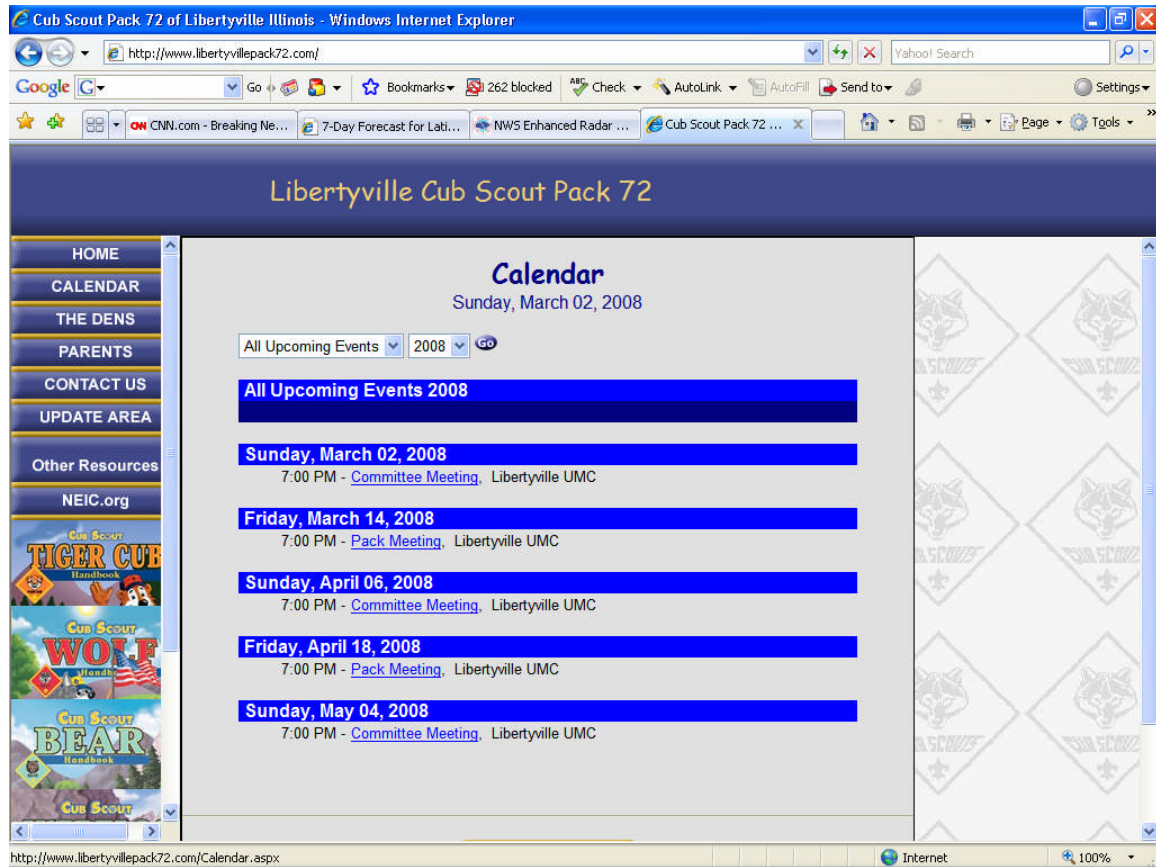 Cub Scout Pack 72 of Libertyville Illinois - Windows Internet Explorer
http://www.libertyvillepack72.com/
Yahoo! Search
Google G Go Bookmarks 262 blocked ABC Check AutoLink AutoFill Send to Settings
CNN CNN.com - Breaking Ne... 7-Day Forecast for Lati... NWS Enhanced Radar ... Cub Scout Pack 72 ... X Page Tools »
Libertyville Cub Scout Pack 72
HOME
CALENDAR
THE DENS
PARENTS
CONTACT US
UPDATE AREA
Other Resources
NEIC.org
Cub Scout
TIGER CUB
Handbook
Cub Scout
WOLF
Cub Scout
BEAR
Handbook
Cub Scout
Calendar
Sunday, March 02, 2008
All Upcoming Events 2008 GO
All Upcoming Events 2008
Sunday, March 02, 2008
7:00 PM - Committee Meeting, Libertyville UMC
Friday, March 14, 2008
7:00 PM - Pack Meeting, Libertyville UMC
Sunday, April 06, 2008
7:00 PM - Committee Meeting, Libertyville UMC
Friday, April 18, 2008
7:00 PM - Pack Meeting, Libertyville UMC
Sunday, May 04, 2008
7:00 PM - Committee Meeting, Libertyville UMC
http://www.libertyvillepack72.com/Calendar.aspx
Internet
100%